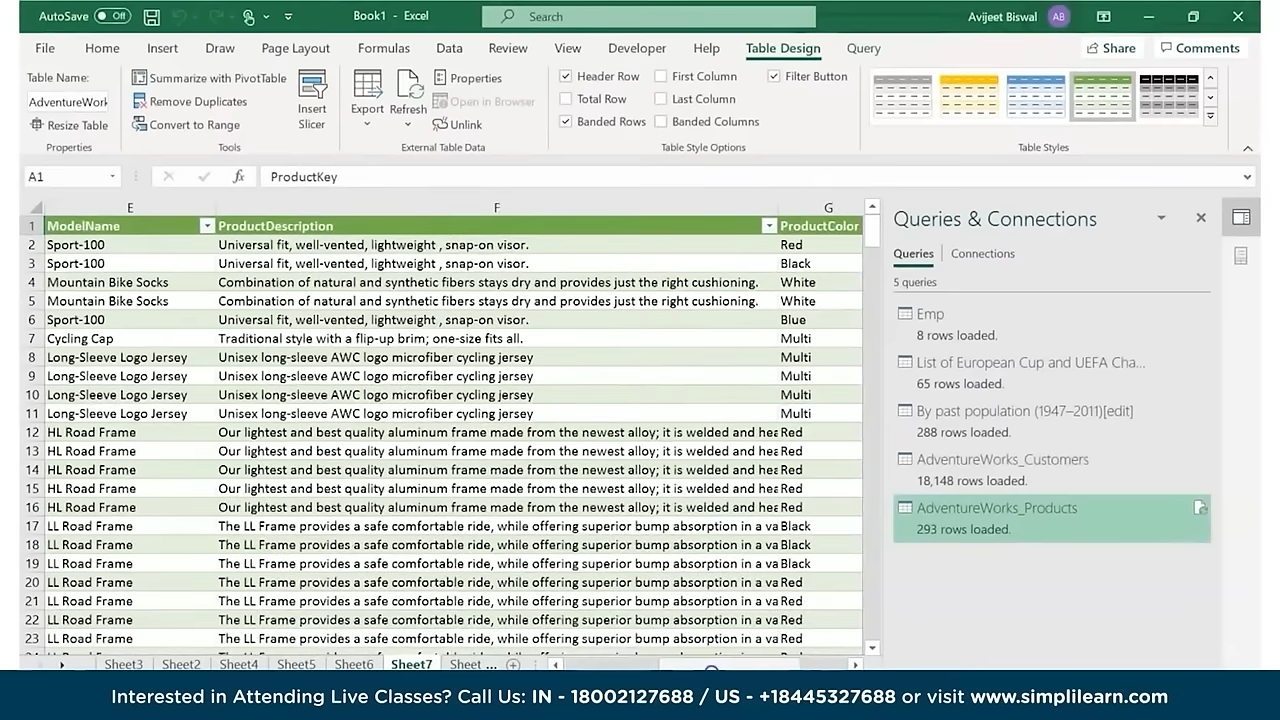 AutoSave Off Book1 - Excel Search Avijeet Biswal AB
File Home Insert Draw Page Layout Formulas Data Review View Developer Help Table Design Query Share Comments
Table Name:
AdventureWork
Resize Table
Properties
Summarize with PivotTable
Remove Duplicates
Convert to Range
Insert
Slicer
Tools
Export Refresh
Properties
Open in Browser
Unlink
External Table Data
Header Row First Column Filter Button
Total Row Last Column
Banded Rows Banded Columns
Table Style Options
Table Styles
A1 fx ProductKey
E F G
1 ModelName ProductDescription ProductColor
2 Sport-100 Universal fit, well-vented, lightweight , snap-on visor. Red
3 Sport-100 Universal fit, well-vented, lightweight , snap-on visor. Black
4 Mountain Bike Socks Combination of natural and synthetic fibers stays dry and provides just the right cushioning. White
5 Mountain Bike Socks Combination of natural and synthetic fibers stays dry and provides just the right cushioning. White
6 Sport-100 Universal fit, well-vented, lightweight , snap-on visor. Blue
7 Cycling Cap Traditional style with a flip-up brim; one-size fits all. Multi
8 Long-Sleeve Logo Jersey Unisex long-sleeve AWC logo microfiber cycling jersey Multi
9 Long-Sleeve Logo Jersey Unisex long-sleeve AWC logo microfiber cycling jersey Multi
10 Long-Sleeve Logo Jersey Unisex long-sleeve AWC logo microfiber cycling jersey Multi
11 Long-Sleeve Logo Jersey Unisex long-sleeve AWC logo microfiber cycling jersey Multi
12 HL Road Frame Our lightest and best quality aluminum frame made from the newest alloy; it is welded and hea Red
13 HL Road Frame Our lightest and best quality aluminum frame made from the newest alloy; it is welded and hea Red
14 HL Road Frame Our lightest and best quality aluminum frame made from the newest alloy; it is welded and hea Red
15 HL Road Frame Our lightest and best quality aluminum frame made from the newest alloy; it is welded and hea Red
16 HL Road Frame Our lightest and best quality aluminum frame made from the newest alloy; it is welded and hea Red
17 LL Road Frame The LL Frame provides a safe comfortable ride, while offering superior bump absorption in a va Black
18 LL Road Frame The LL Frame provides a safe comfortable ride, while offering superior bump absorption in a va Black
19 LL Road Frame The LL Frame provides a safe comfortable ride, while offering superior bump absorption in a va Black
20 LL Road Frame The LL Frame provides a safe comfortable ride, while offering superior bump absorption in a va Red
21 LL Road Frame The LL Frame provides a safe comfortable ride, while offering superior bump absorption in a va Red
22 LL Road Frame The LL Frame provides a safe comfortable ride, while offering superior bump absorption in a va Red
23 LL Road Frame The LL Frame provides a safe comfortable ride, while offering superior bump absorption in a va Red
Sheet3 Sheet2 Sheet4 Sheet5 Sheet6 Sheet7 Sheet ...
Queries & Connections
Queries Connections
5 queries
Emp
8 rows loaded.
List of European Cup and UEFA Cha...
65 rows loaded.
By past population (1947–2011)[edit]
288 rows loaded.
AdventureWorks_Customers
18,148 rows loaded.
AdventureWorks_Products
293 rows loaded.
Interested in Attending Live Classes? Call Us: IN - 18002127688 / US - +18445327688 or visit www.simplilearn.com